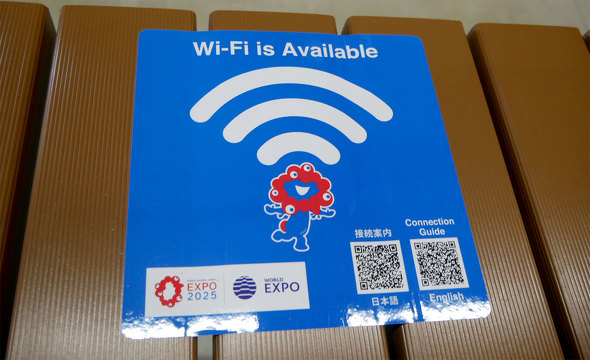 Wi-Fi is Available
接続案内
Connection
Guide
日本語
English
EXPO
2025
WORLD
EXPO